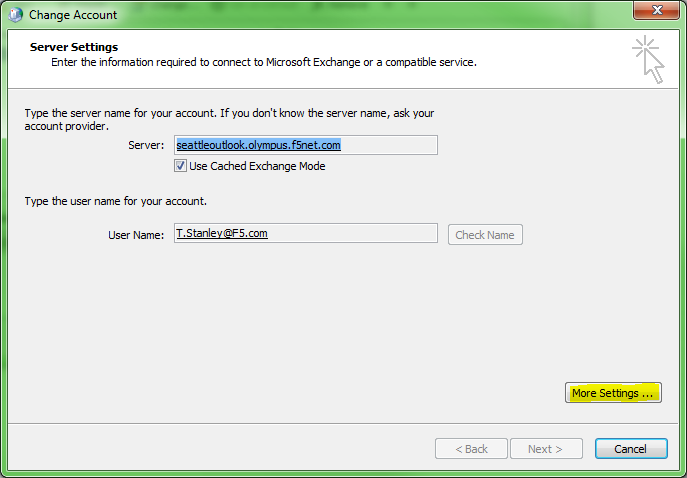 Change Account
Server Settings
Enter the information required to connect to Microsoft Exchange or a compatible service.
Type the server name for your account. If you don't know the server name, ask your
account provider.
Server: seattleoutlook.olympus.f5net.com
Use Cached Exchange Mode
Type the user name for your account.
User Name: T.Stanley@F5.com Check Name
More Settings ...
< Back Next > Cancel